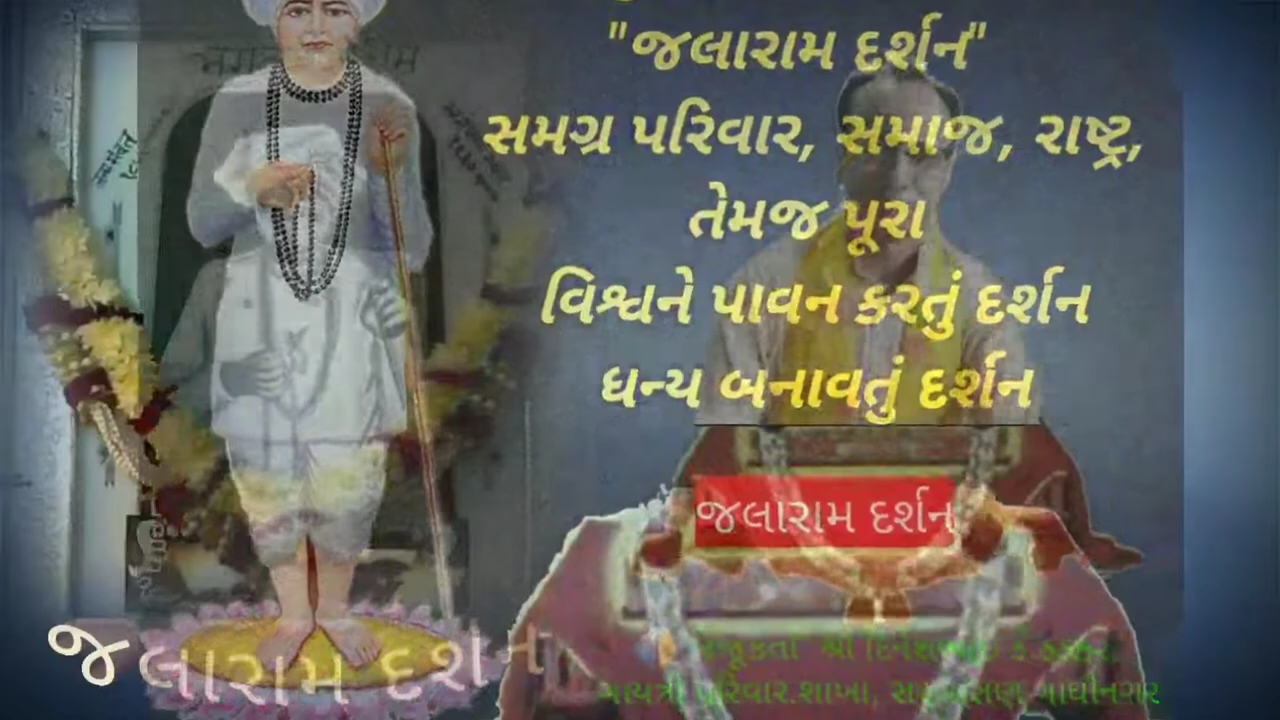 "જલારામ દર્શન"
સમગ્ર પરિવાર, સમાજ, રાષ્ટ્ર,
તેમજ પૂરા
વિશ્વને પાવન કરતું દર્શન
ધન્ય બનાવતું દર્શન
જલારામ દર્શન
જલારામ દર્શન
ગાયત્રી પરિવાર.શાખા, ગાંધીનગર